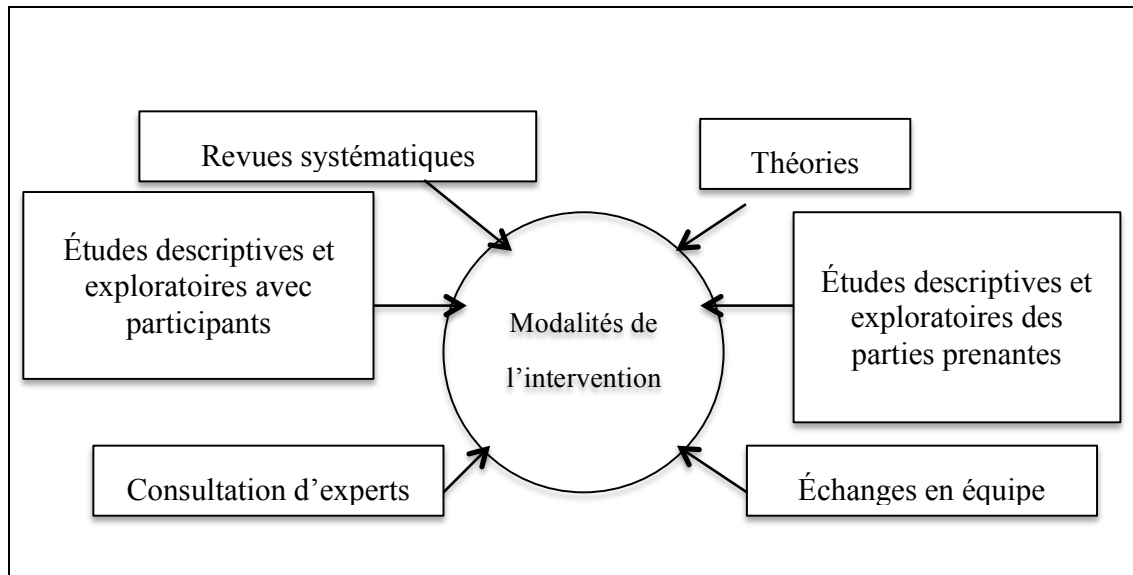 Revues systématiques
Théories
Études descriptives et
exploratoires avec
participants
Modalités de
l’intervention
Études descriptives et
exploratoires des
parties prenantes
Consultation d’experts
Échanges en équipe